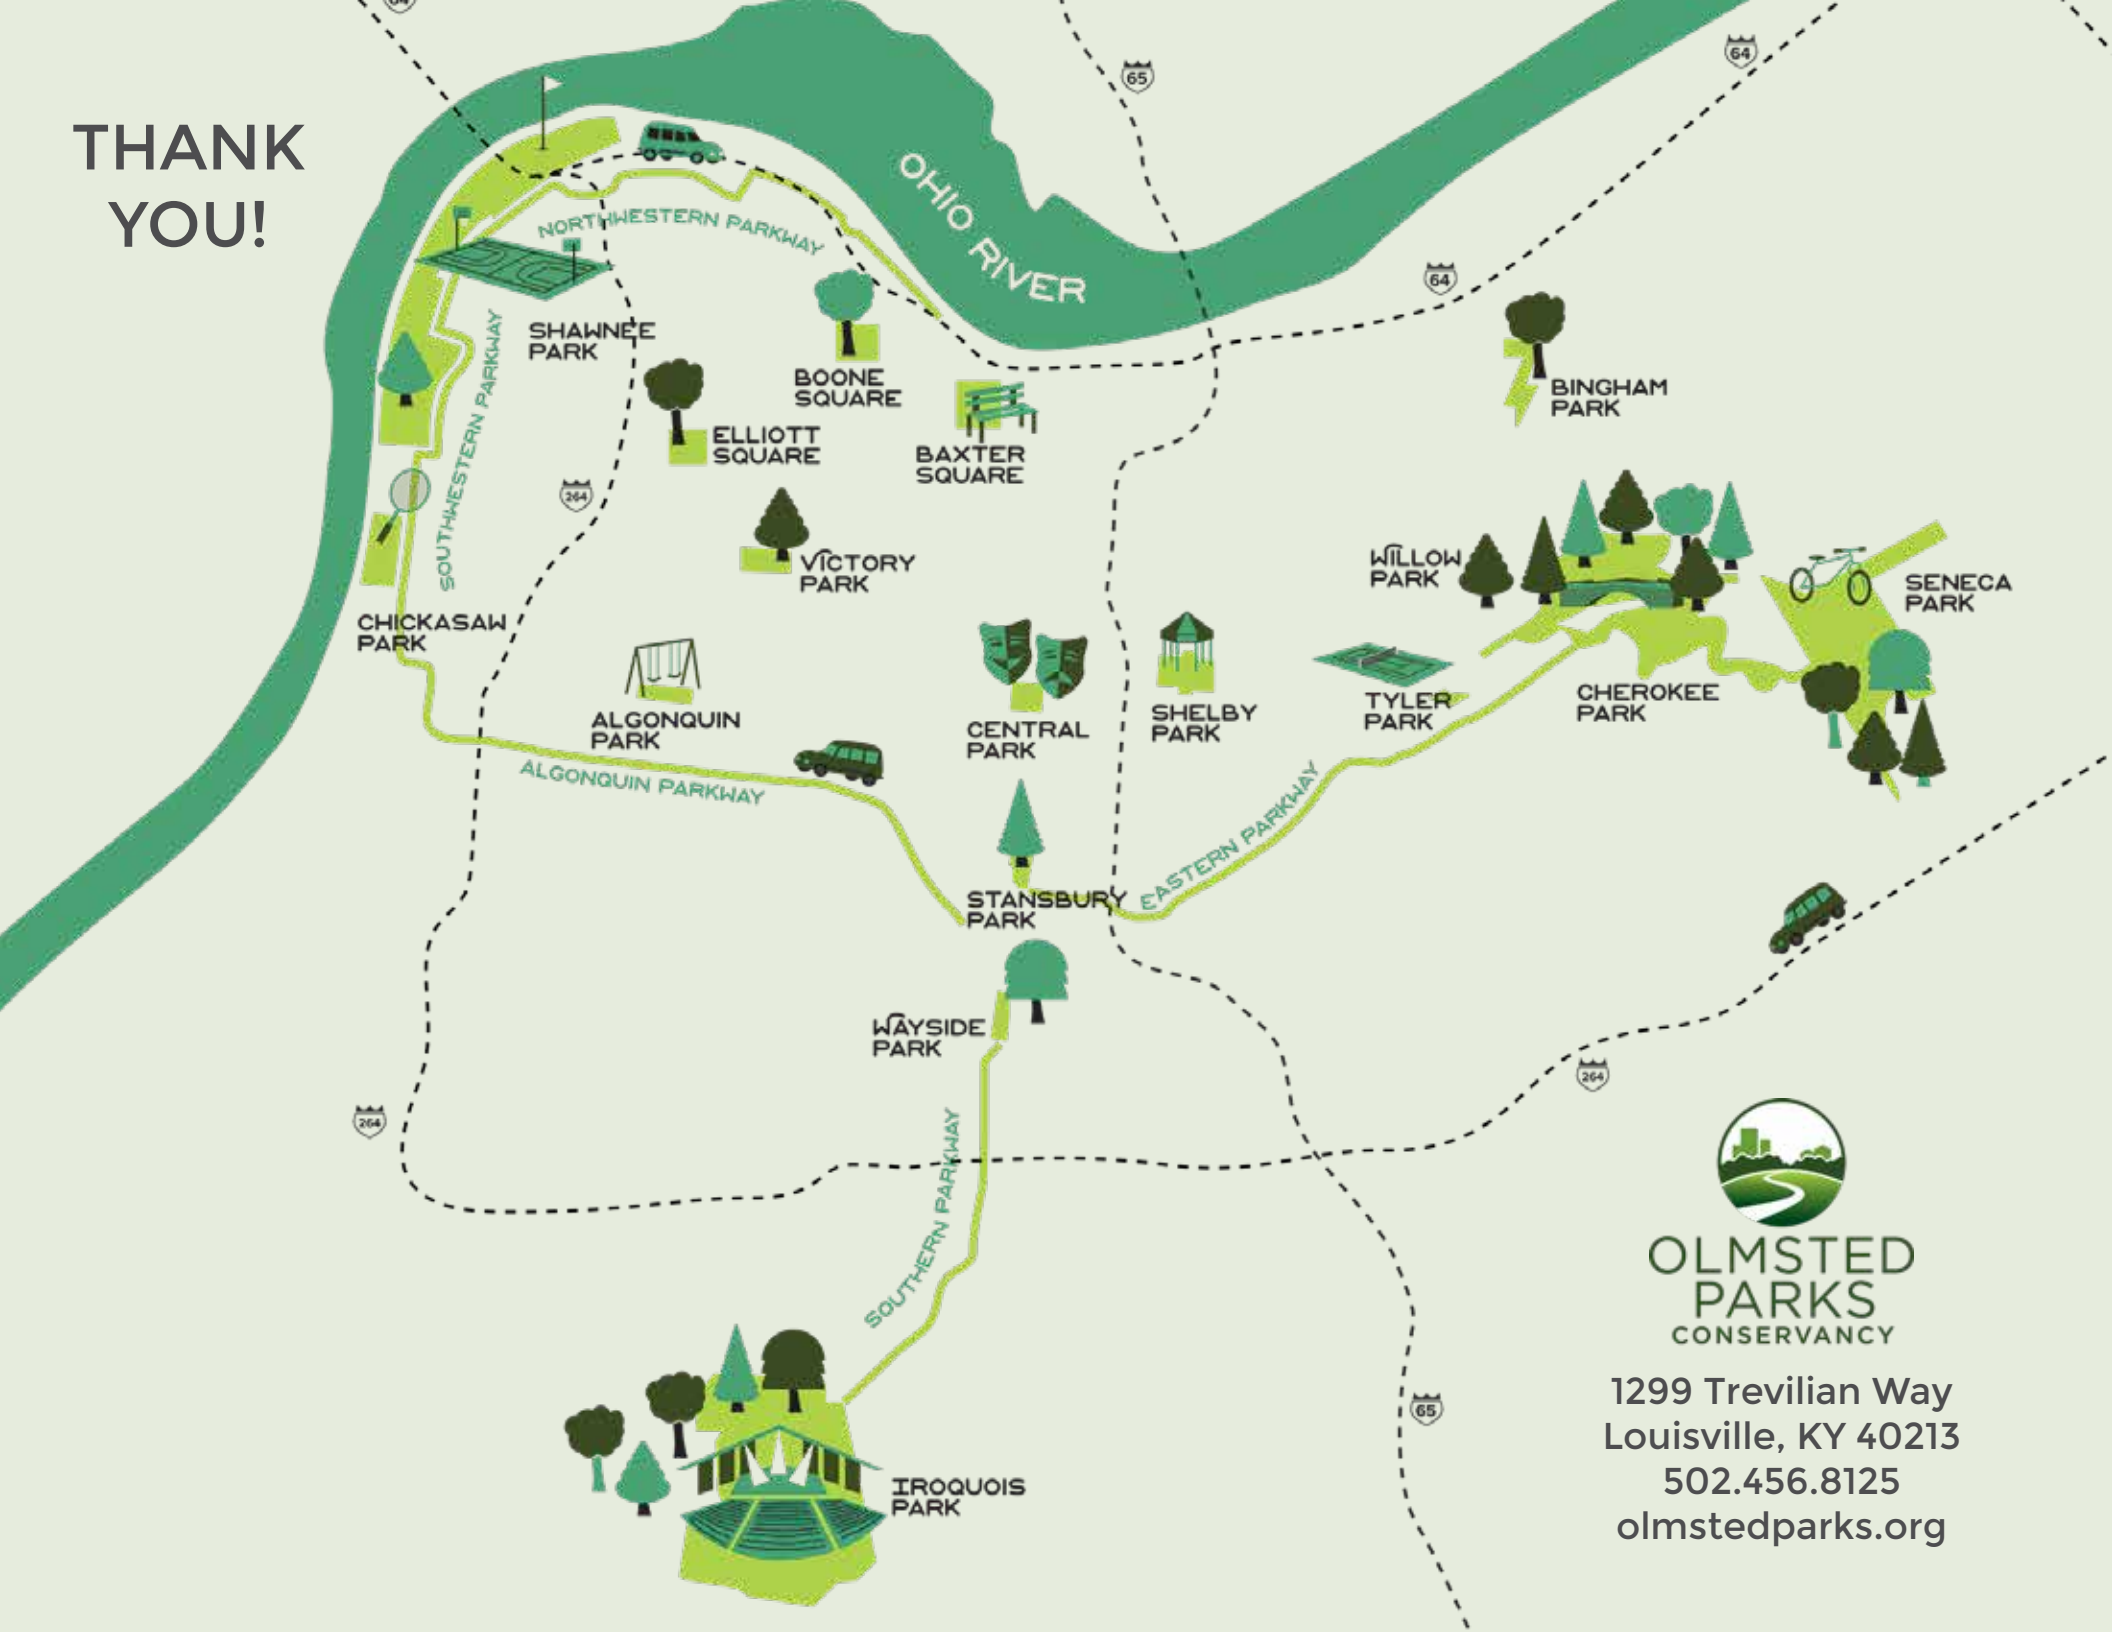 64
65
64
THANK
YOU!
OHIO RIVER
NORTHWESTERN PARKWAY
64
SHAWNEE
PARK
SOUTHWESTERN PARKWAY
BOONE
SQUARE
BINGHAM
PARK
ELLIOTT
SQUARE
BAXTER
SQUARE
264
VICTORY
PARK
WILLOW
PARK
SENECA
PARK
CHICKASAW
PARK
ALGONQUIN
PARK
CENTRAL
PARK
SHELBY
PARK
TYLER
PARK
CHEROKEE
PARK
ALGONQUIN PARKWAY
EASTERN PARKWAY
STANSBURY
PARK
WAYSIDE
PARK
264
264
SOUTHERN PARKWAY
65
IROQUOIS
PARK
OLMSTED
PARKS
CONSERVANCY
1299 Trevilian Way
Louisville, KY 40213
502.456.8125
olmstedparks.org